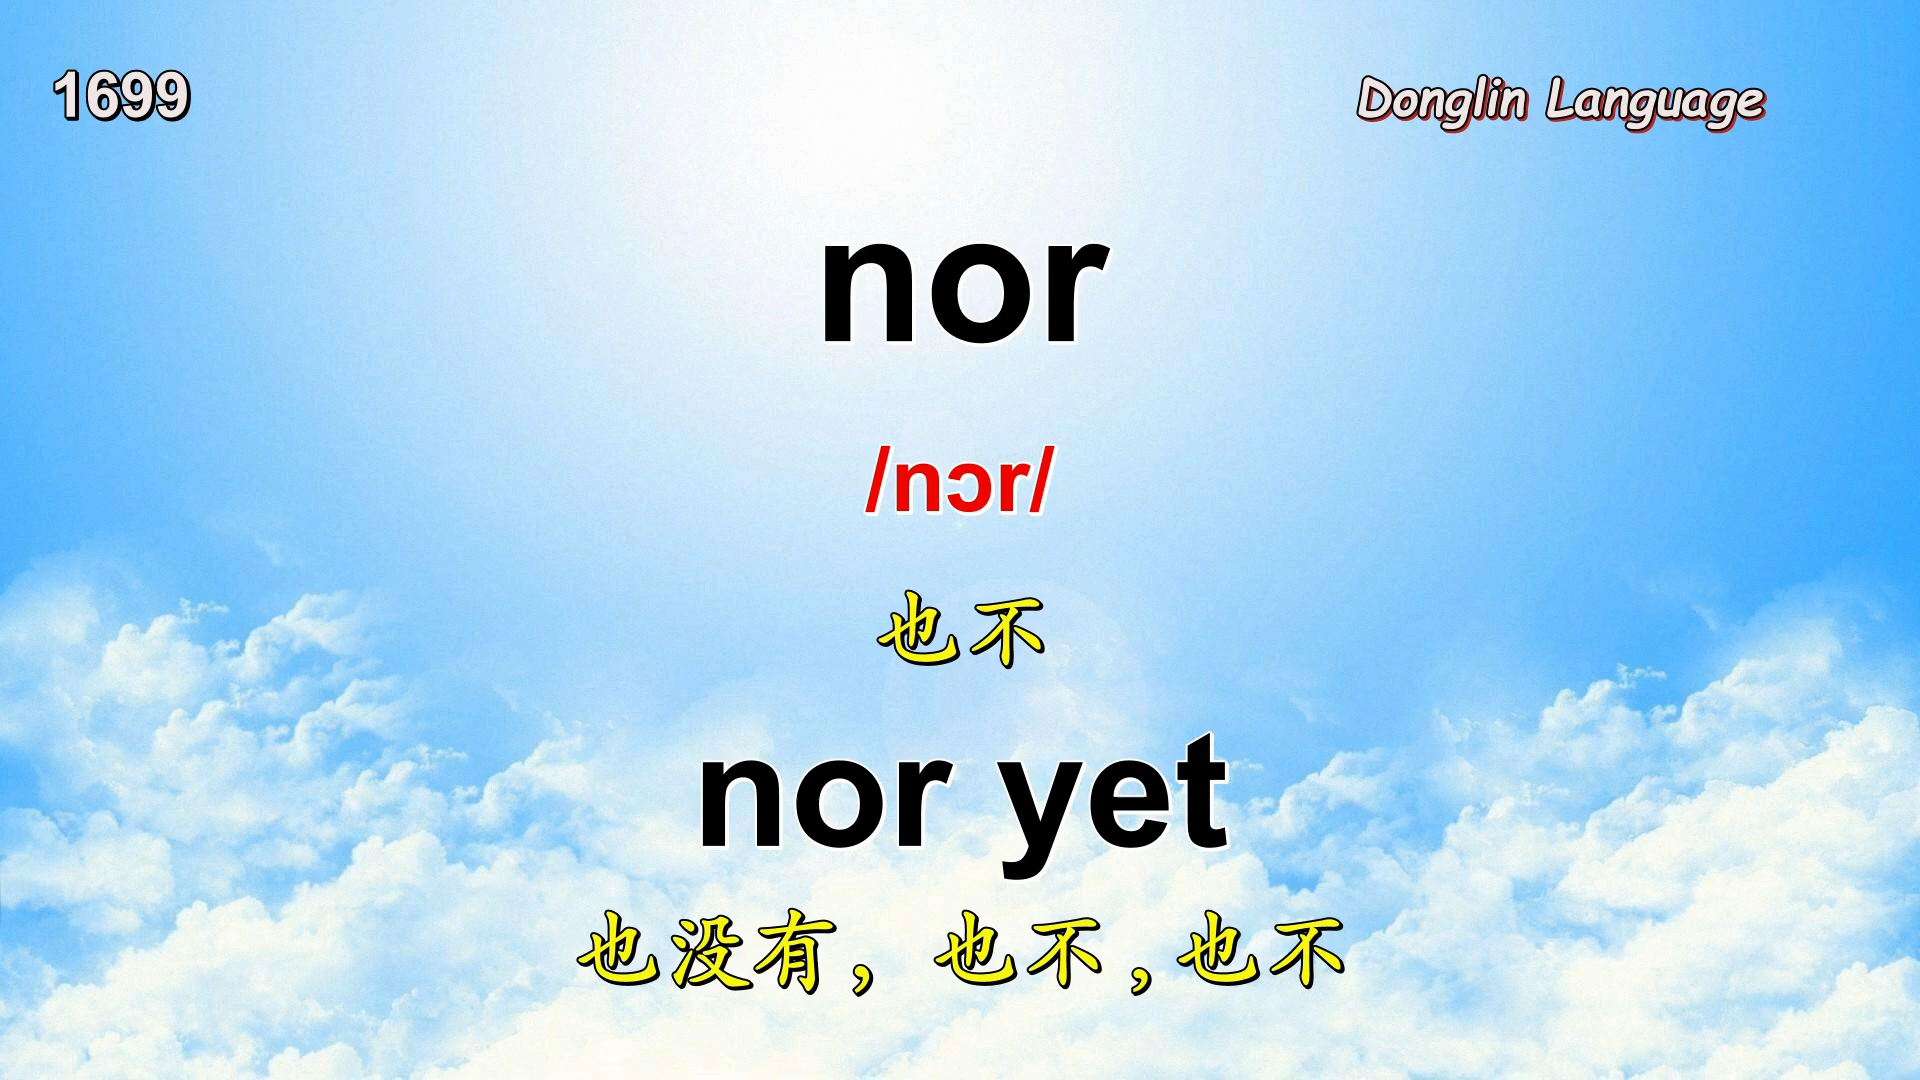 1699
Donglin Language
nor
/nɔr/
也不
nor yet
也没有，也不,也不